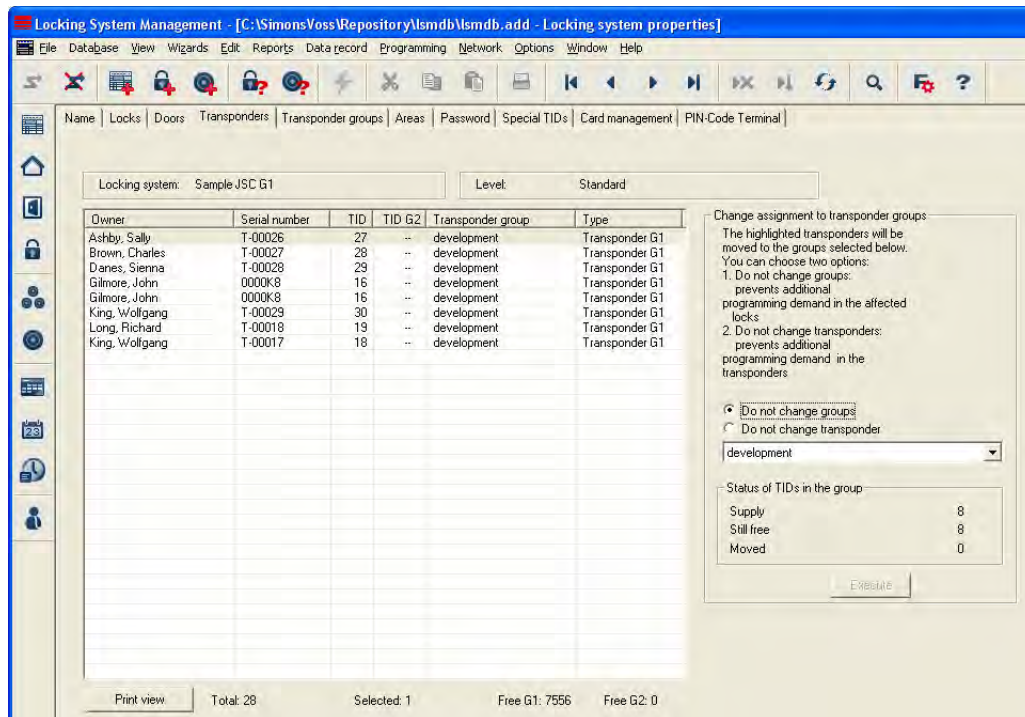 Locking System Management - [C:\SimonsVoss\Repository\lsmdb\lsmdb.add - Locking system properties]
File Database View Wizards Edit Reports Data record Programming Network Options Window Help
Name Locks Doors Transponders Transponder groups Areas Password Special TIDs Card management PIN-Code Terminal
Locking system: Sample JSC G1 Level: Standard
Owner Serial number TID TID G2 Transponder group Type
Ashby, Sally T-00026 27 -- development Transponder G1
Brown, Charles T-00027 28 -- development Transponder G1
Danes, Sienna T-00028 29 -- development Transponder G1
Gilmore, John 0000K8 16 -- development Transponder G1
Gilmore, John 0000K8 16 -- development Transponder G1
King, Wolfgang T-00029 30 -- development Transponder G1
Long, Richard T-00018 19 -- development Transponder G1
King, Wolfgang T-00017 18 -- development Transponder G1
Change assignment to transponder groups
The highlighted transponders will be
moved to the groups selected below.
You can choose two options:
1. Do not change groups:
prevents additional
programming demand in the affected
locks
2. Do not change transponders:
prevents additional
programming demand in the
transponders
Do not change groups
Do not change transponder
development
Status of TIDs in the group
Supply 8
Still free 8
Moved 0
Execute
Print view Total: 28 Selected: 1 Free G1: 7556 Free G2: 0